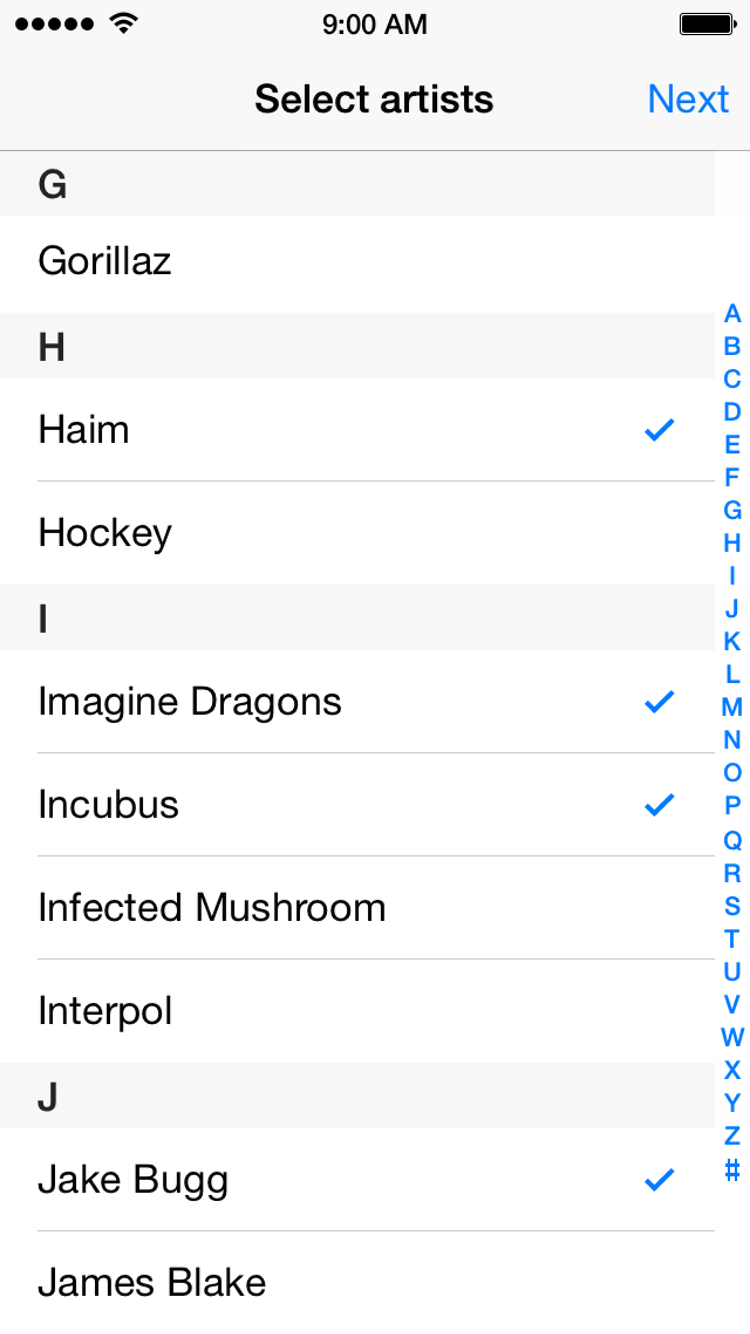 9:00 AM
Select artists
Next
G
Gorillaz
H
Haim
Hockey
I
Imagine Dragons
Incubus
Infected Mushroom
Interpol
J
Jake Bugg
James Blake
A
B
C
D
E
F
G
H
I
J
K
L
M
N
O
P
Q
R
S
T
U
V
W
X
Y
Z
#